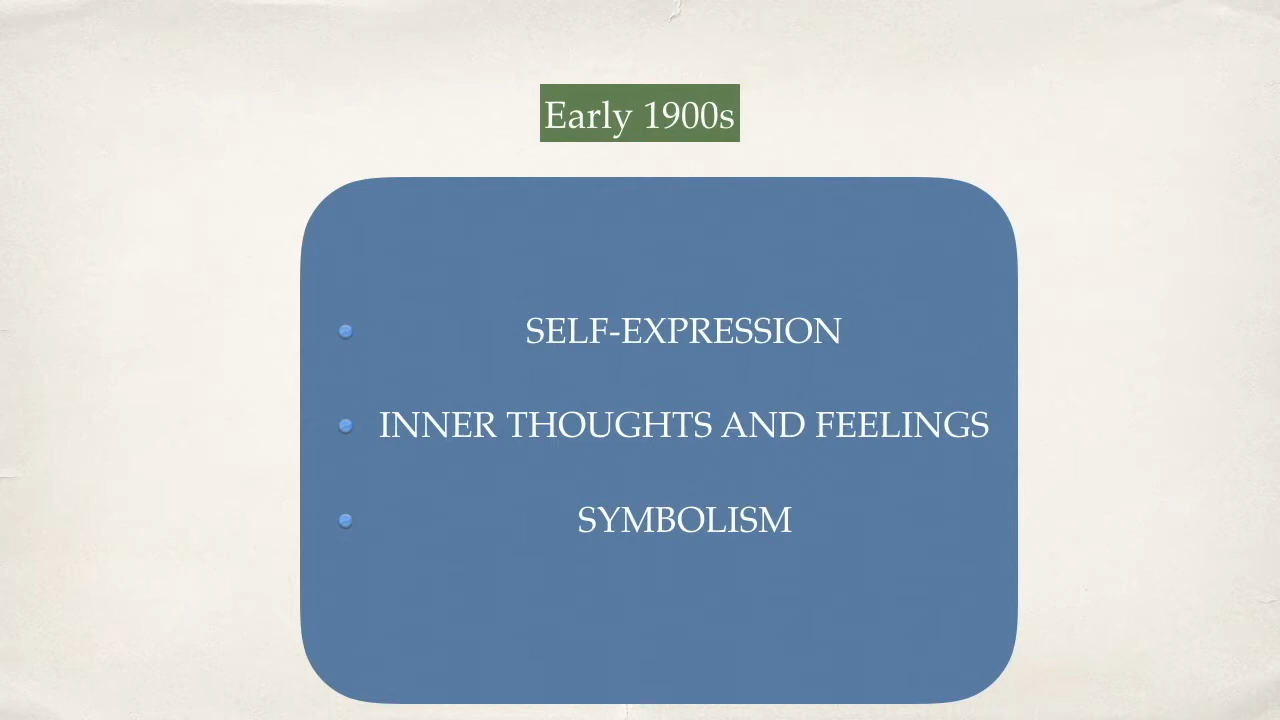 Early 1900s
SELF-EXPRESSION
INNER THOUGHTS AND FEELINGS
SYMBOLISM